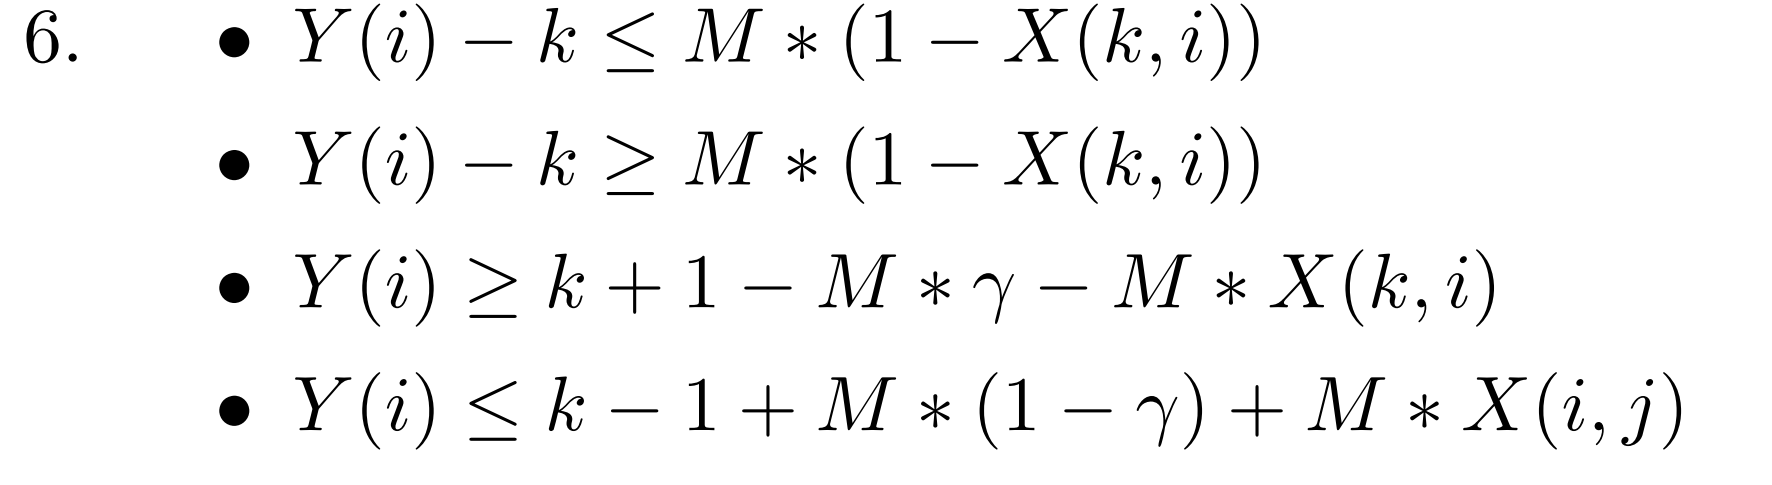 6. • Y(i) − k ≤ M ∗ (1 − X(k, i))
• Y(i) − k ≥ M ∗ (1 − X(k, i))
• Y(i) ≥ k + 1 − M ∗ γ − M ∗ X(k, i)
• Y(i) ≤ k − 1 + M ∗ (1 − γ) + M ∗ X(i, j)